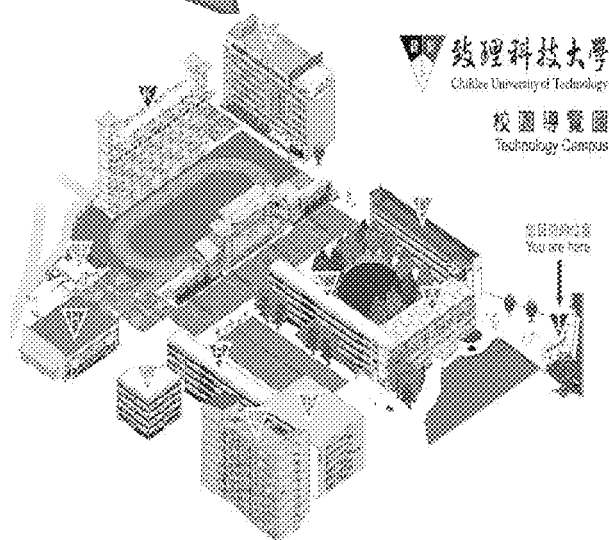 致理科技大學
Chihlee University of Technology
校園導覽圖
Technology Campus
You are here